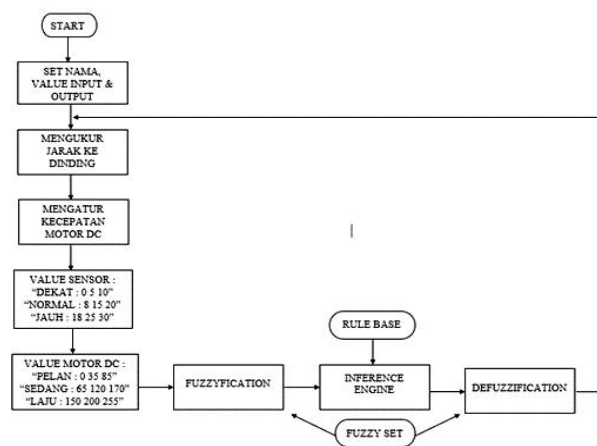 START
SET NAMA,
VALUE INPUT &
OUTPUT
MENGUKUR
JARAK KE
DINDING
MENGATUR
KECEPATAN
MOTOR DC
VALUE SENSOR :
“DEKAT : 0 5 10”
“NORMAL : 8 15 20”
“JAUH : 18 25 30”
VALUE MOTOR DC :
“PELAN : 0 35 85”
“SEDANG : 65 120 170”
“LAJU : 150 200 255”
FUZZYFICATION
RULE BASE
INFERENCE
ENGINE
FUZZY SET
DEFUZZIFICATION